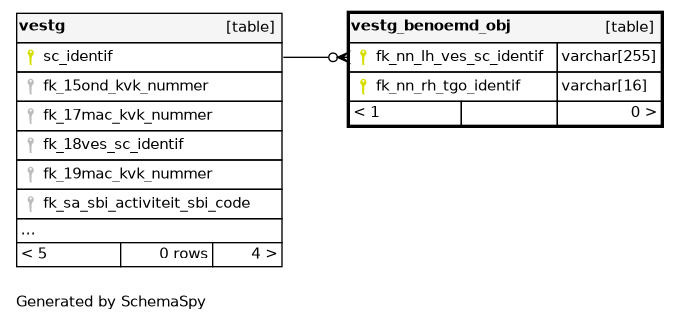 vestg [table]
sc_identif
fk_15ond_kvk_nummer
fk_17mac_kvk_nummer
fk_18ves_sc_identif
fk_19mac_kvk_nummer
fk_sa_sbi_activiteit_sbi_code
...
< 5 0 rows 4 >
vestg_benoemd_obj [table]
fk_nn_lh_ves_sc_identif varchar[255]
fk_nn_rh_tgo_identif varchar[16]
< 1 0 >
Generated by SchemaSpy